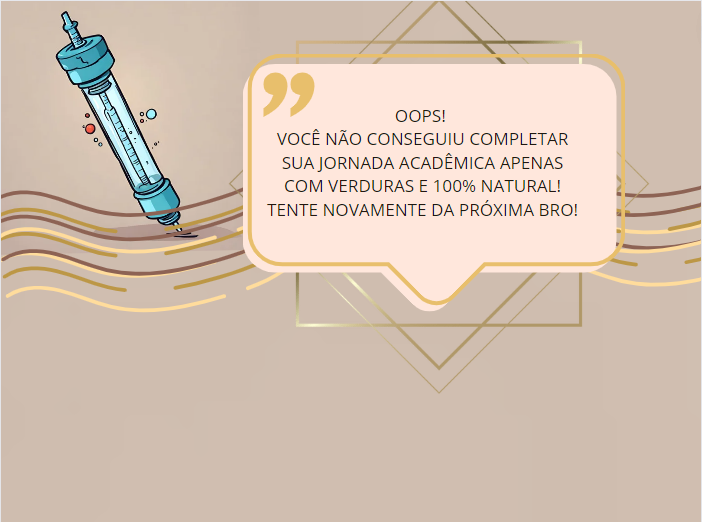 OOPS!
VOCÊ NÃO CONSEGUIU COMPLETAR
SUA JORNADA ACADÊMICA APENAS
COM VERDURAS E 100% NATURAL!
TENTE NOVAMENTE DA PRÓXIMA BRO!